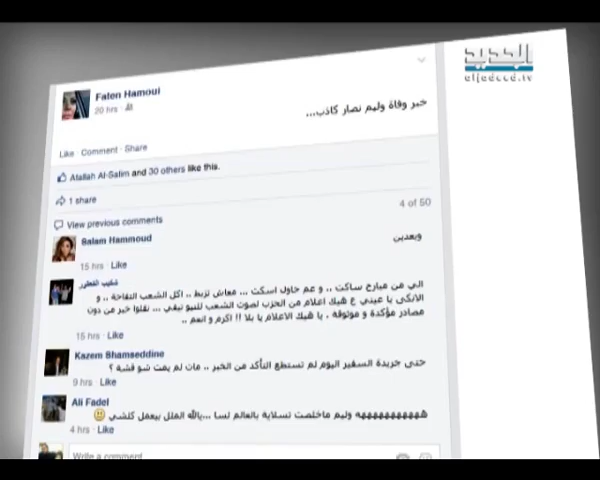 الجديد
aljadeed.tv
Faten Hamoui
20 hrs
خبر وفاة وليم نصار كاذب...
Like · Comment · Share
Atallah Al-Salim and 30 others like this.
1 share
View previous comments
4 of 50
Salam Hammoud
وبعدين
15 hrs · Like
الي من مبارح ساكت .. و عم حاول اسكت ... معاش تزبط .. اكل الشعب التفاحة .. و
الانكى يا عيني ع هيك اعلام من الحزب لصوت الشعب للنيو تيفي ... نقلوا خبر من دون
مصادر مؤكدة و موثوقة . يا هيك الاعلام يا بلا !! اكرم و انعم ..
15 hrs · Like
Kazem Shamseddine
حتى جريدة السفير اليوم لم تستطع التأكد من الخبر .. مات لم يمت شو قشة ؟
9 hrs · Like
Ali Fadel
هههههههههههه وليم ماخلصت تسلاية بالعالم لسا ...يالله الملل بيعمل كلشي
4 hrs · Like
Write a comment...